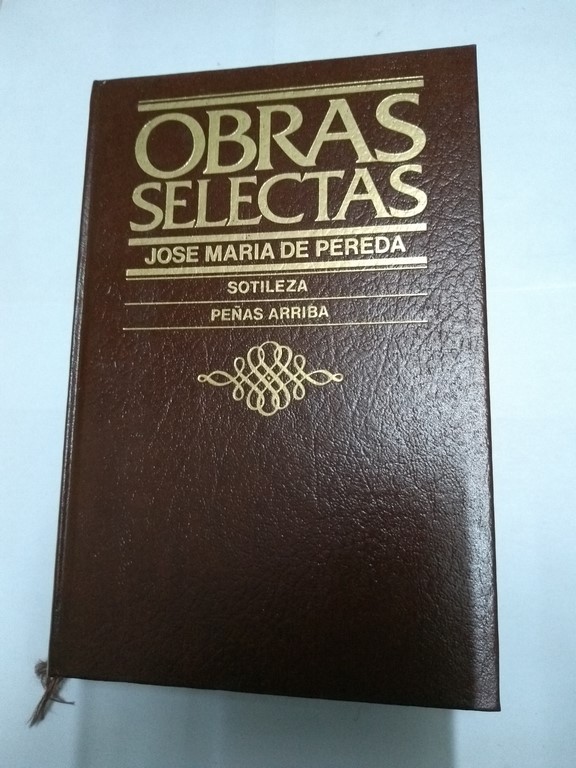 OBRAS
SELECTAS
JOSE MARIA DE PEREDA
SOTILEZA
PEÑAS ARRIBA